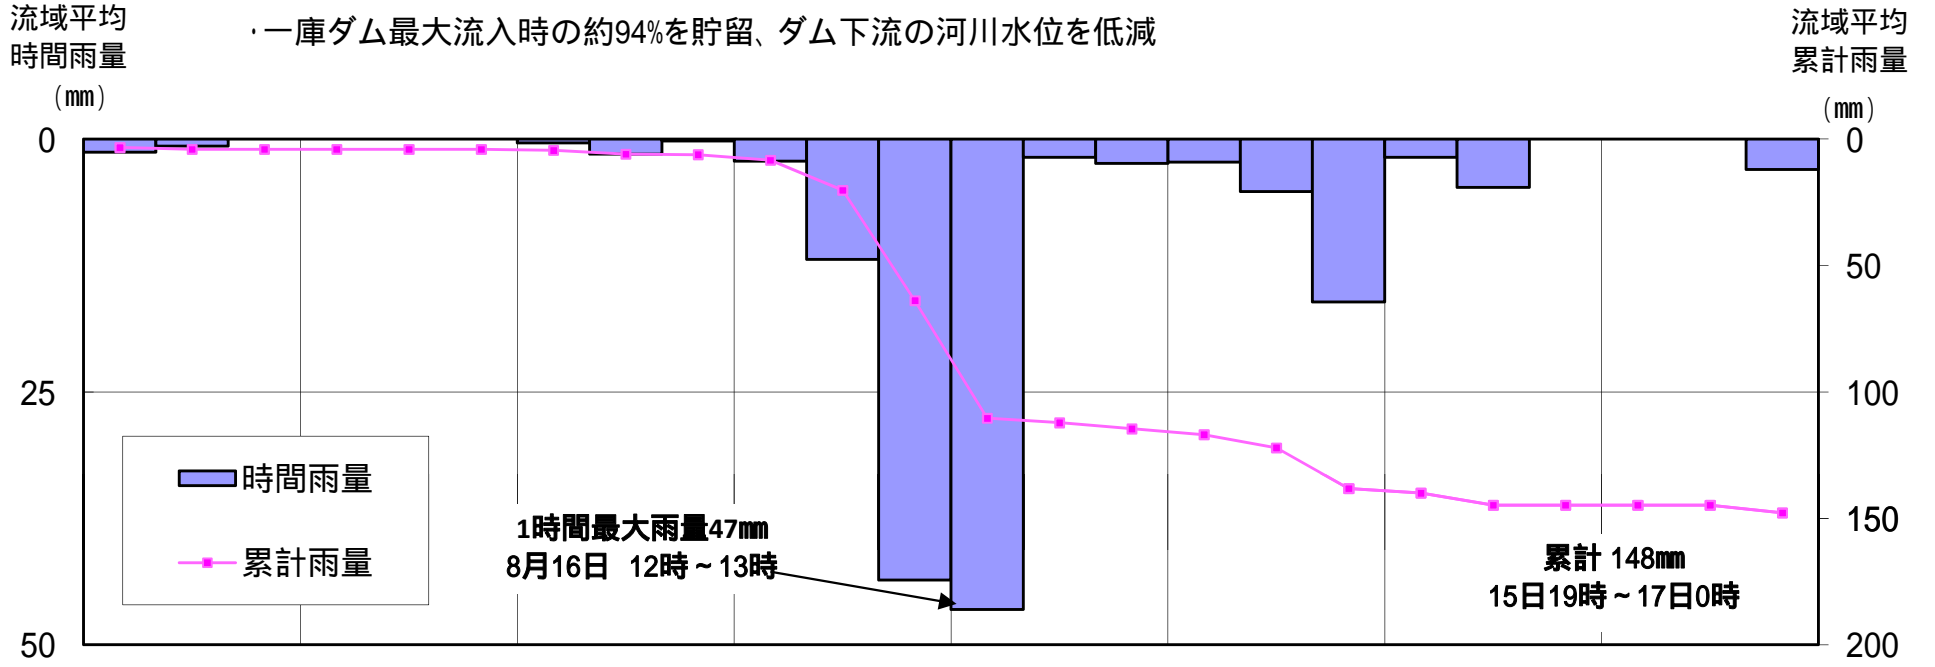 流域平均
時間雨量
(㎜)
・一庫ダム最大流入時の約94%を貯留、ダム下流の河川水位を低減
流域平均
累計雨量
(㎜)
0
25
50
0
50
100
150
200
時間雨量
累計雨量
1時間最大雨量47㎜
8月16日 12時～13時
累計 148㎜
15日19時～17日0時